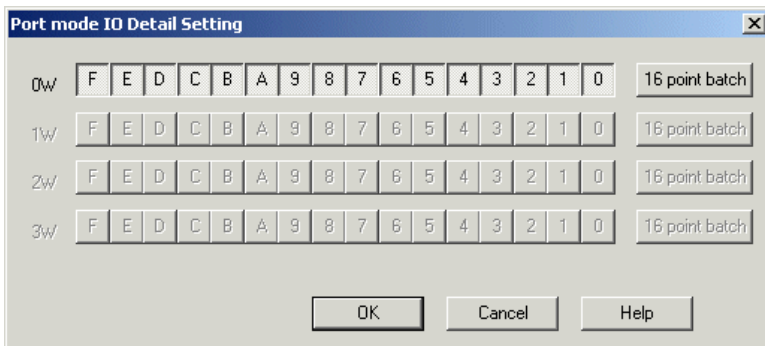 Port mode IO Detail Setting
0W F E D C B A 9 8 7 6 5 4 3 2 1 0 16 point batch
1W F E D C B A 9 8 7 6 5 4 3 2 1 0 16 point batch
2W F E D C B A 9 8 7 6 5 4 3 2 1 0 16 point batch
3W F E D C B A 9 8 7 6 5 4 3 2 1 0 16 point batch
OK Cancel Help